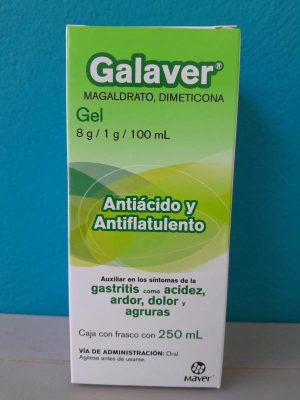 Galaver®
MAGALDRATO, DIMETICONA
Gel
8 g / 1 g / 100 mL
Antiácido y
Antiflatulento
Auxiliar en los síntomas de la
gastritis como acidez,
ardor, dolor y
agruras
Caja con frasco con 250 mL
VÍA DE ADMINISTRACIÓN: Oral.
Agítese antes de usarse.
Maver®